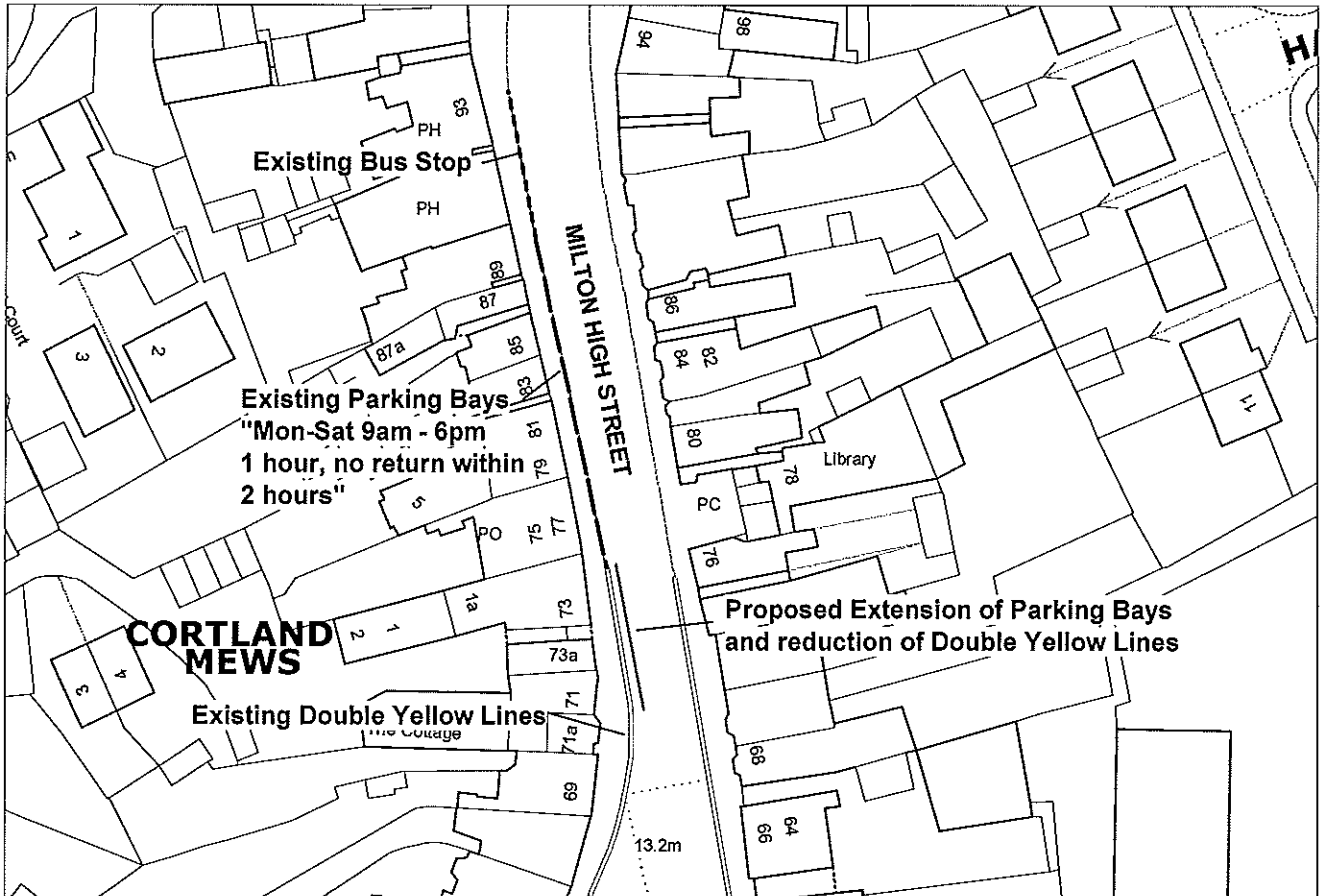 94
98
HA
93
PH
Existing Bus Stop
PH
1
MILTON HIGH STREET
89
87
86
Court
87a
85
84
82
3
2
83
Existing Parking Bays
"Mon-Sat 9am - 6pm
1 hour, no return within
2 hours"
81
79
80
11
Library
78
5
PC
PO
75
77
76
1a
73
Proposed Extension of Parking Bays
and reduction of Double Yellow Lines
CORTLAND
MEWS
2
1
73a
4
3
71
Existing Double Yellow Lines
The Cottage
71a
68
69
66
64
13.2m